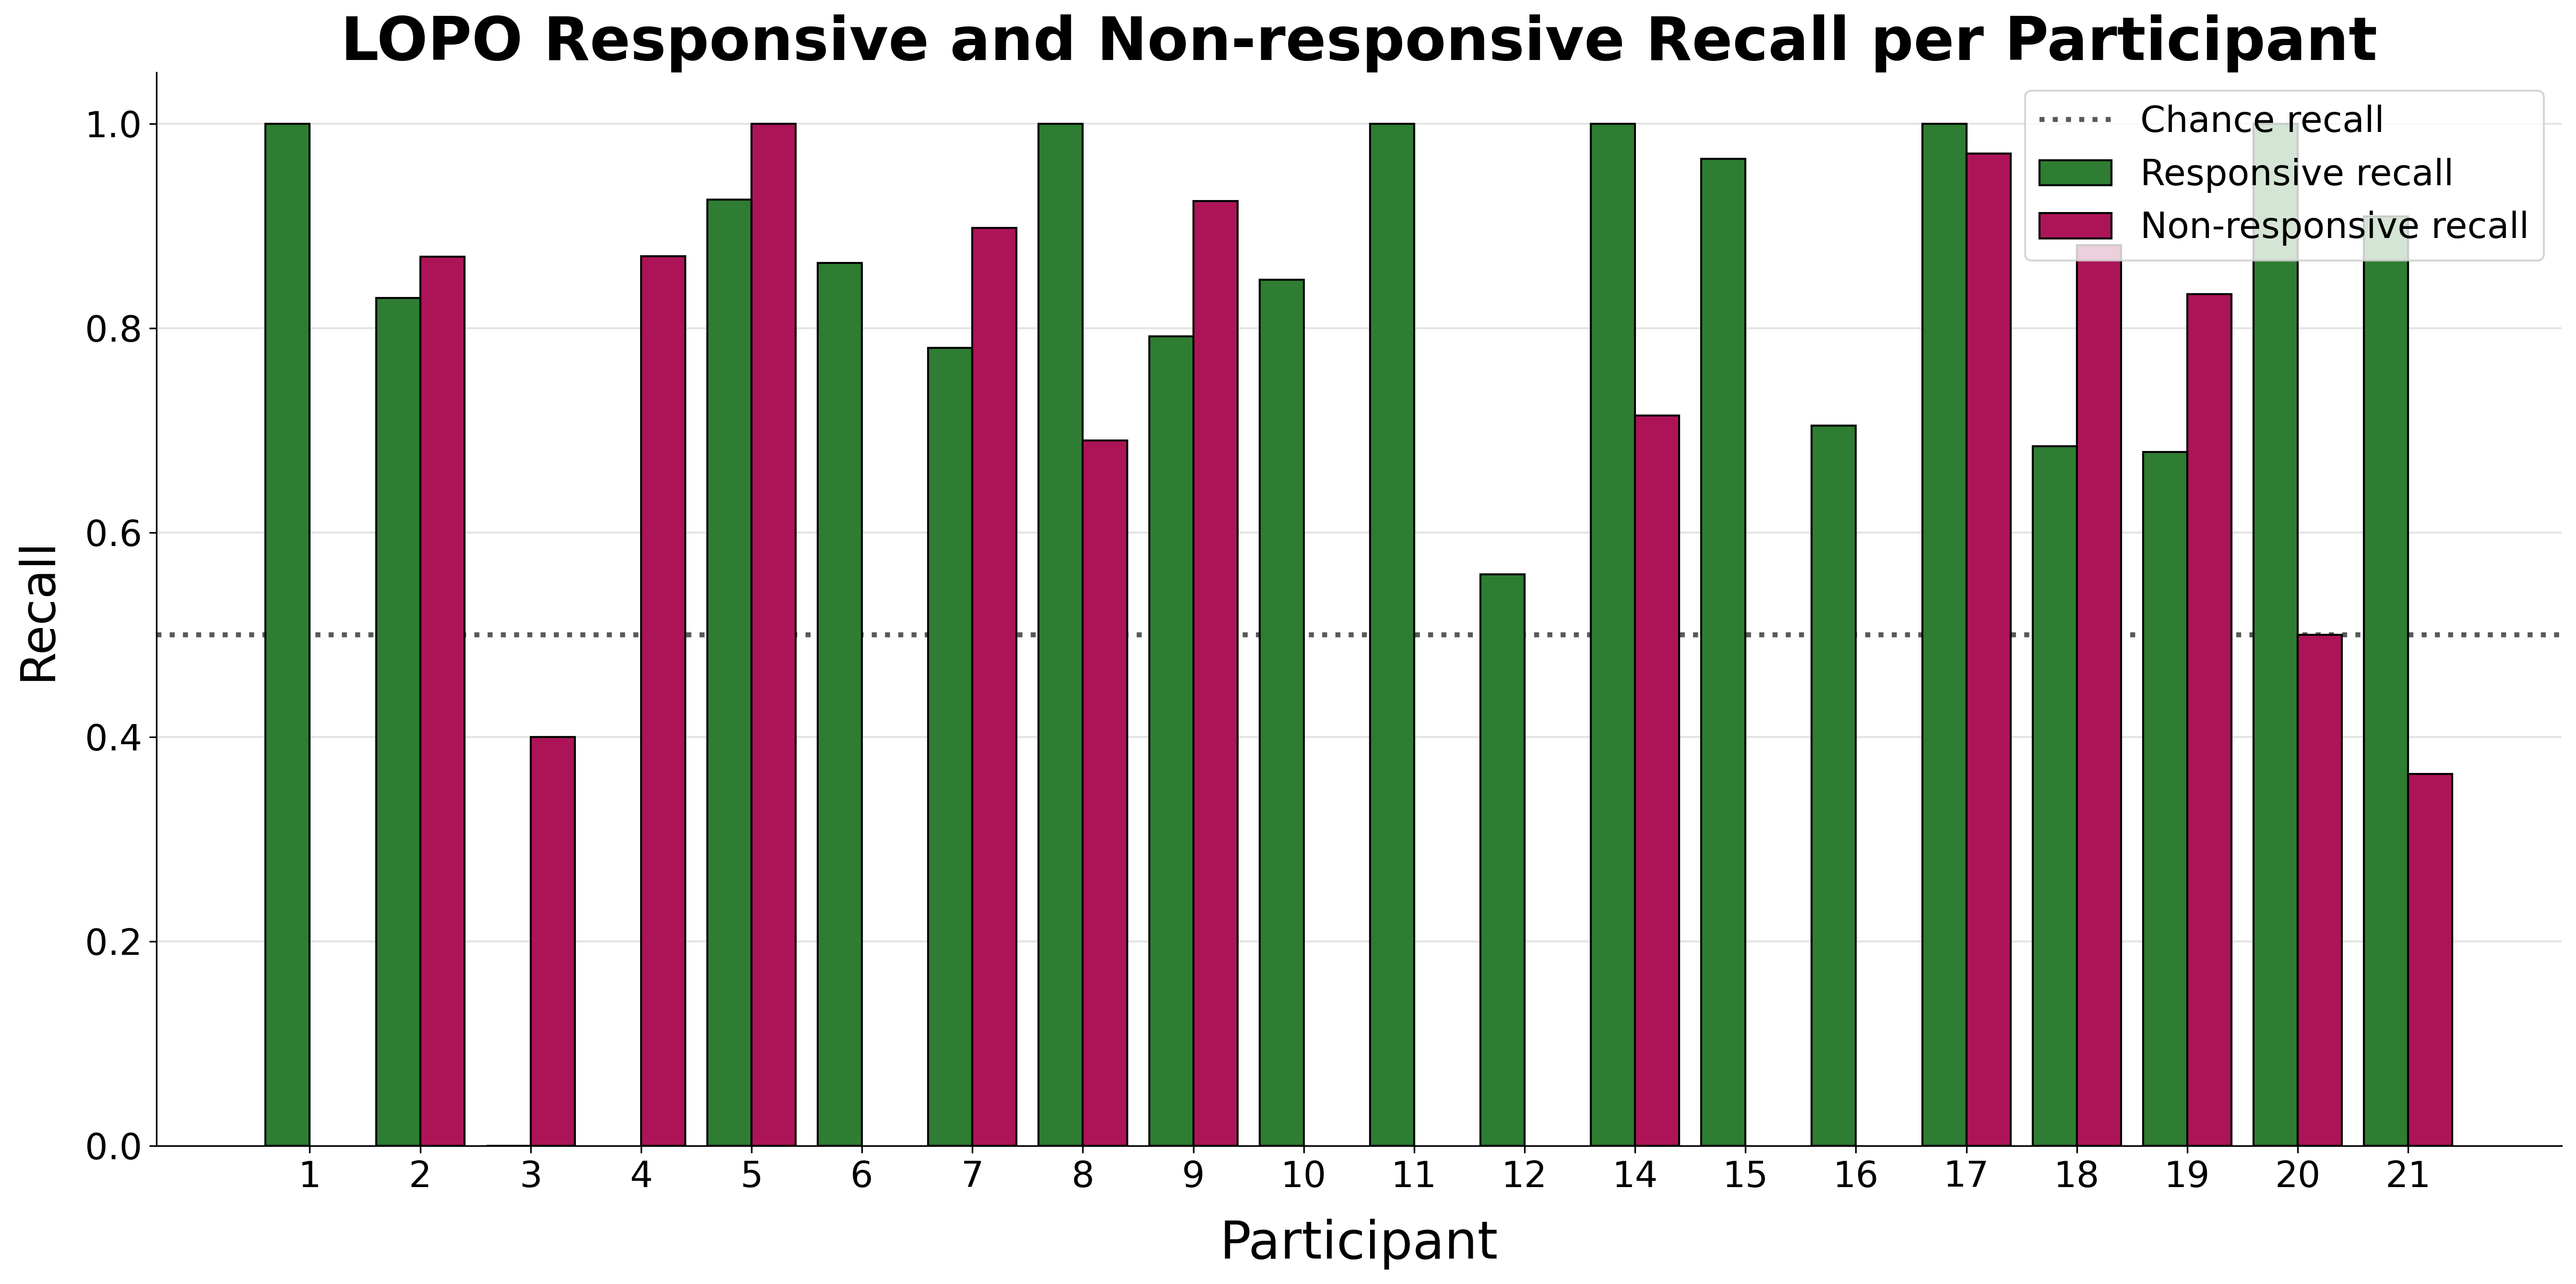 LOPO Responsive and Non-responsive Recall per Participant
Chance recall
Responsive recall
Non-responsive recall
Recall
1.0
0.8
0.6
0.4
0.2
0.0
1 2 3 4 5 6 7 8 9 10 11 12 14 15 16 17 18 19 20 21
Participant